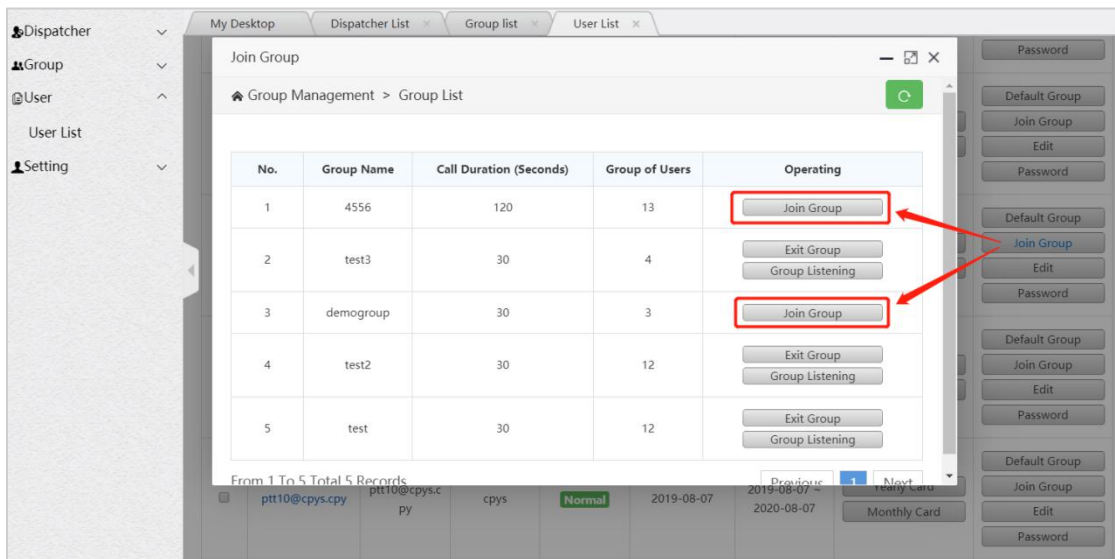 Dispatcher
Group
User
User List
Setting
My Desktop Dispatcher List × Group list × User List ×
Join Group
Group Management > Group List
No. Group Name Call Duration (Seconds) Group of Users Operating
1 4556 120 13 Join Group
2 test3 30 4 Exit Group
Group Listening
3 demogroup 30 3 Join Group
4 test2 30 12 Exit Group
Group Listening
5 test 30 12 Exit Group
Group Listening
From 1 To 5 Total 5 Records Previous 1 Next
ptt10@cpys.cpy ptt10@cpys.c
py cpys Normal 2019-08-07 2019-08-07 ~
2020-08-07 Yearly Card
Monthly Card
Password
Default Group
Join Group
Edit
Password
Default Group
Join Group
Edit
Password
Default Group
Join Group
Edit
Password
Default Group
Join Group
Edit
Password